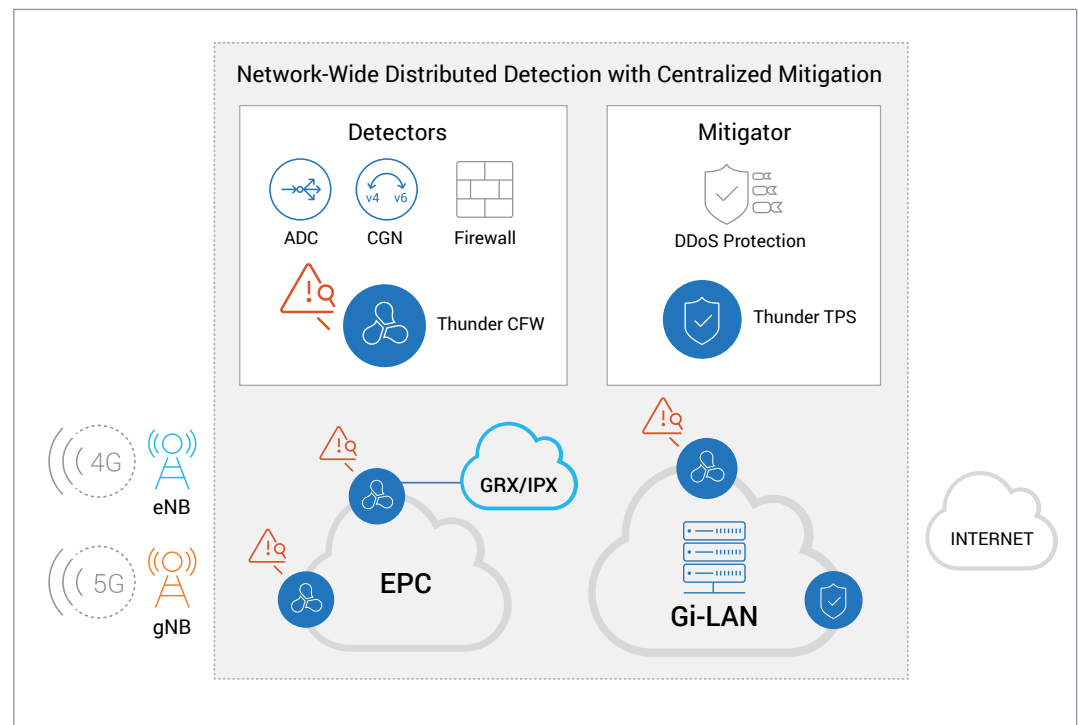 Network-Wide Distributed Detection with Centralized Mitigation
Detectors
ADC
v4 v6
CGN
Firewall
Thunder CFW
Mitigator
DDoS Protection
Thunder TPS
4G
eNB
5G
gNB
GRX/IPX
EPC
Gi-LAN
INTERNET